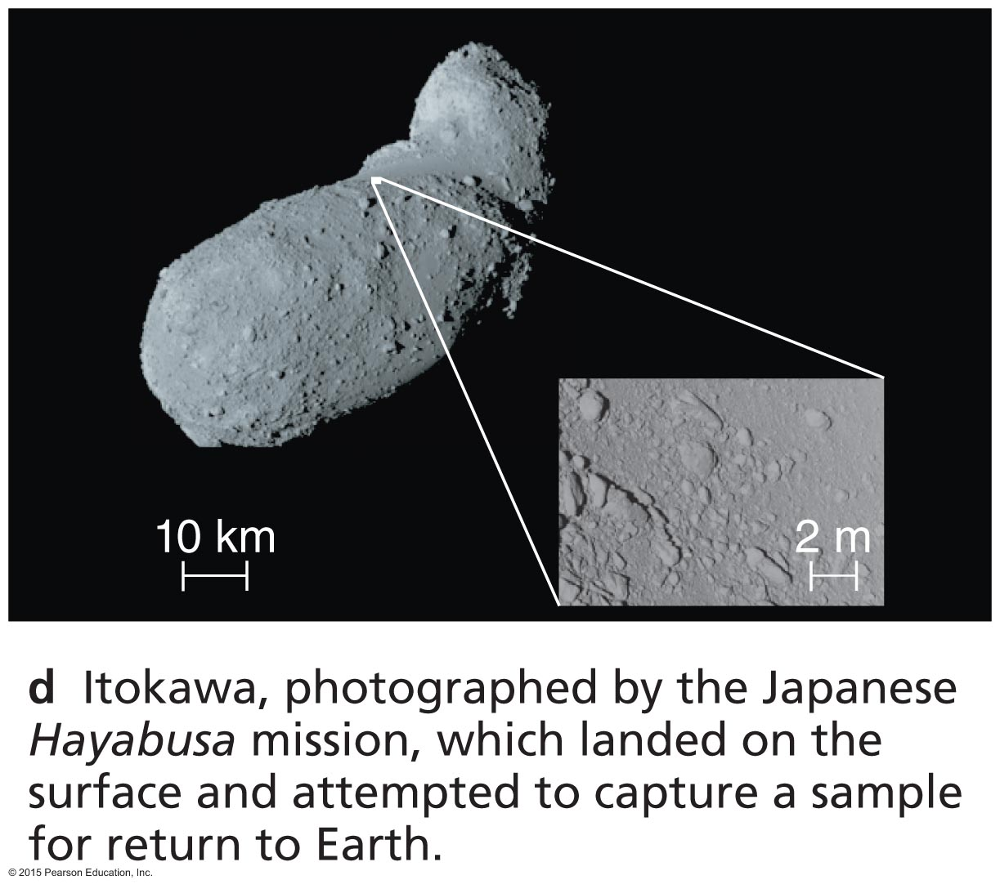 10 km
2 m
d Itokawa, photographed by the Japanese
Hayabusa mission, which landed on the
surface and attempted to capture a sample
for return to Earth.
© 2015 Pearson Education, Inc.